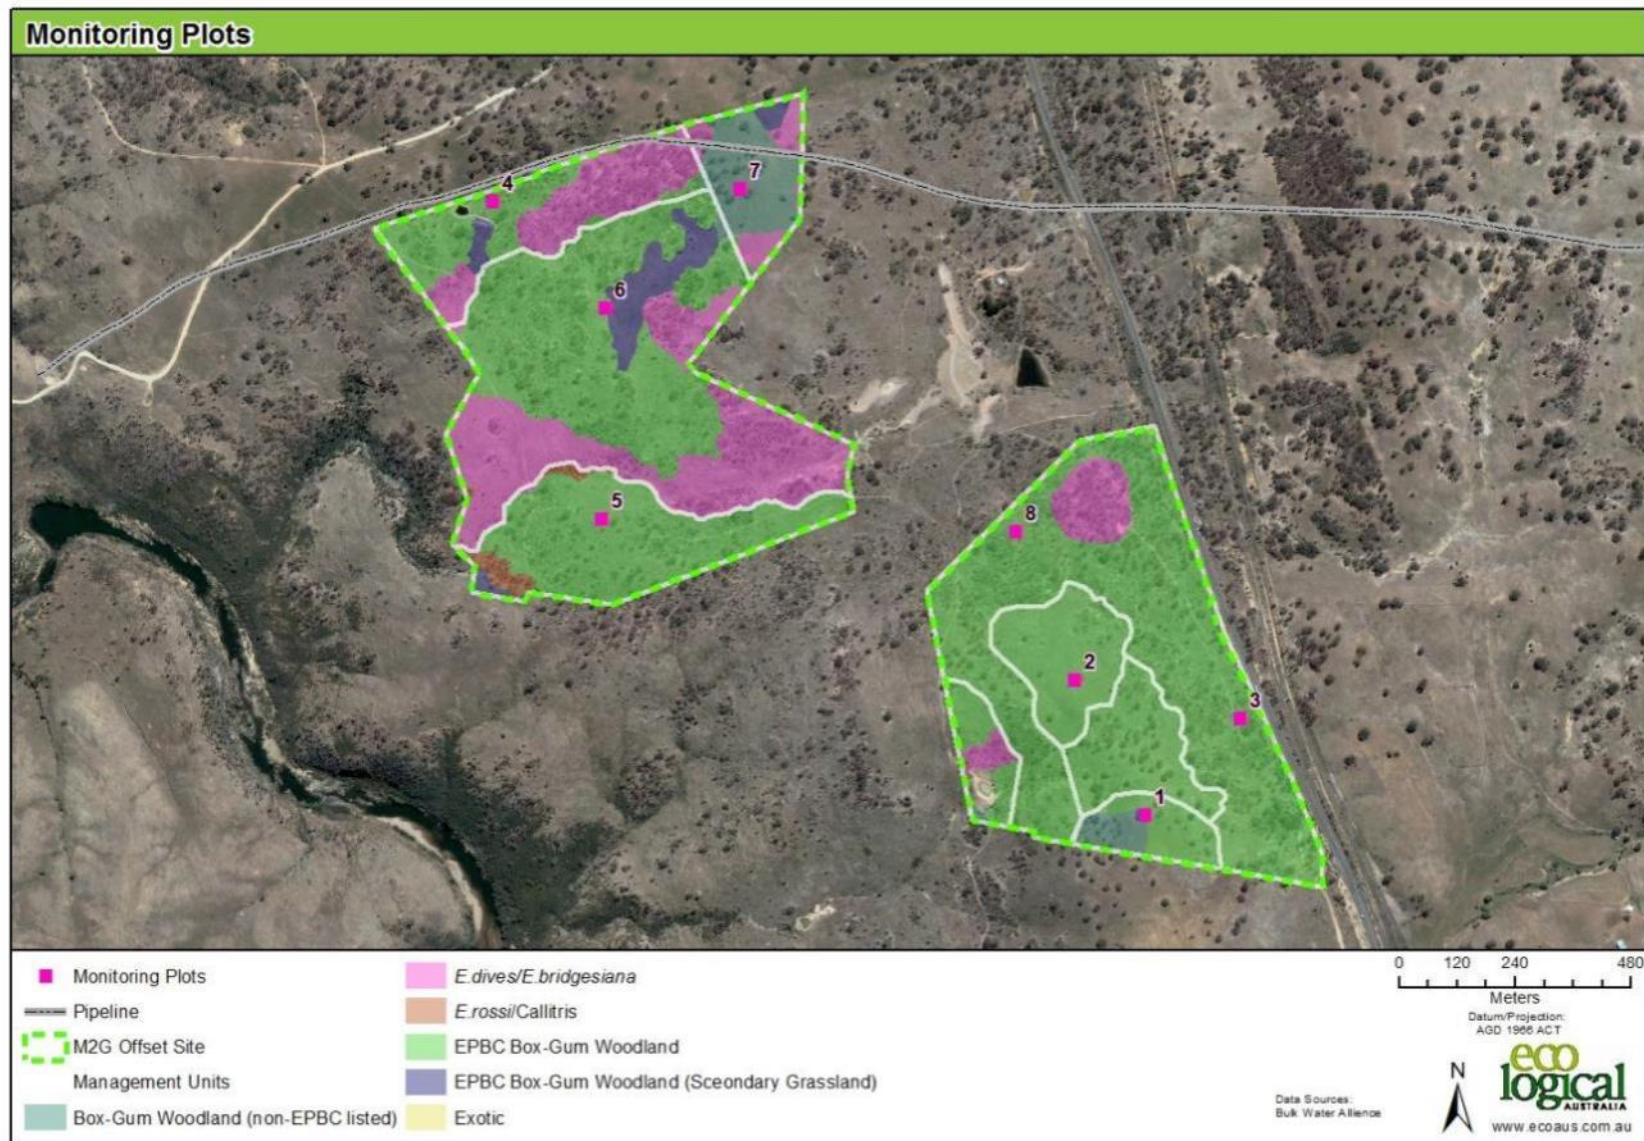 Monitoring Plots
4
7
6
5
8
2
3
1
Monitoring Plots
Pipeline
M2G Offset Site
Management Units
Box-Gum Woodland (non-EPBC listed)
E.dives/E.bridgesiana
E.rossi/Callitris
EPBC Box-Gum Woodland
EPBC Box-Gum Woodland (Sceondary Grassland)
Exotic
0 120 240 480
Meters
Datum/Projection:
AGD 1966 ACT
Data Sources:
Bulk Water Alliance
N
eco
logical
AUSTRALIA
www.ecoaus.com.au